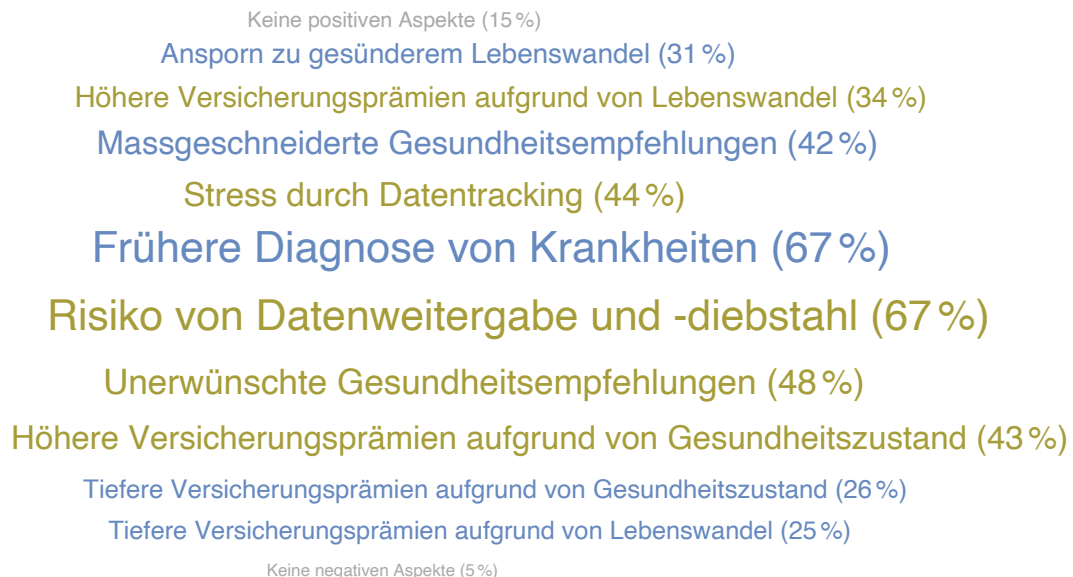 Keine positiven Aspekte (15 %)
Ansporn zu gesünderem Lebenswandel (31 %)
Höhere Versicherungsprämien aufgrund von Lebenswandel (34 %)
Massgeschneiderte Gesundheitsempfehlungen (42 %)
Stress durch Datentracking (44 %)
Frühere Diagnose von Krankheiten (67 %)
Risiko von Datenweitergabe und -diebstahl (67 %)
Unerwünschte Gesundheitsempfehlungen (48 %)
Höhere Versicherungsprämien aufgrund von Gesundheitszustand (43 %)
Tiefere Versicherungsprämien aufgrund von Gesundheitszustand (26 %)
Tiefere Versicherungsprämien aufgrund von Lebenswandel (25 %)
Keine negativen Aspekte (5 %)